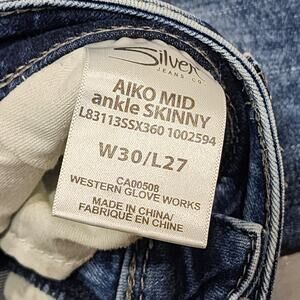 Silver
JEANS CO.
AIKO MID
ankle SKINNY
L83113SSX360 1002594
W30/L27
CA00508
WESTERN GLOVE WORKS
MADE IN CHINA/
FABRIQUÉ EN CHINE